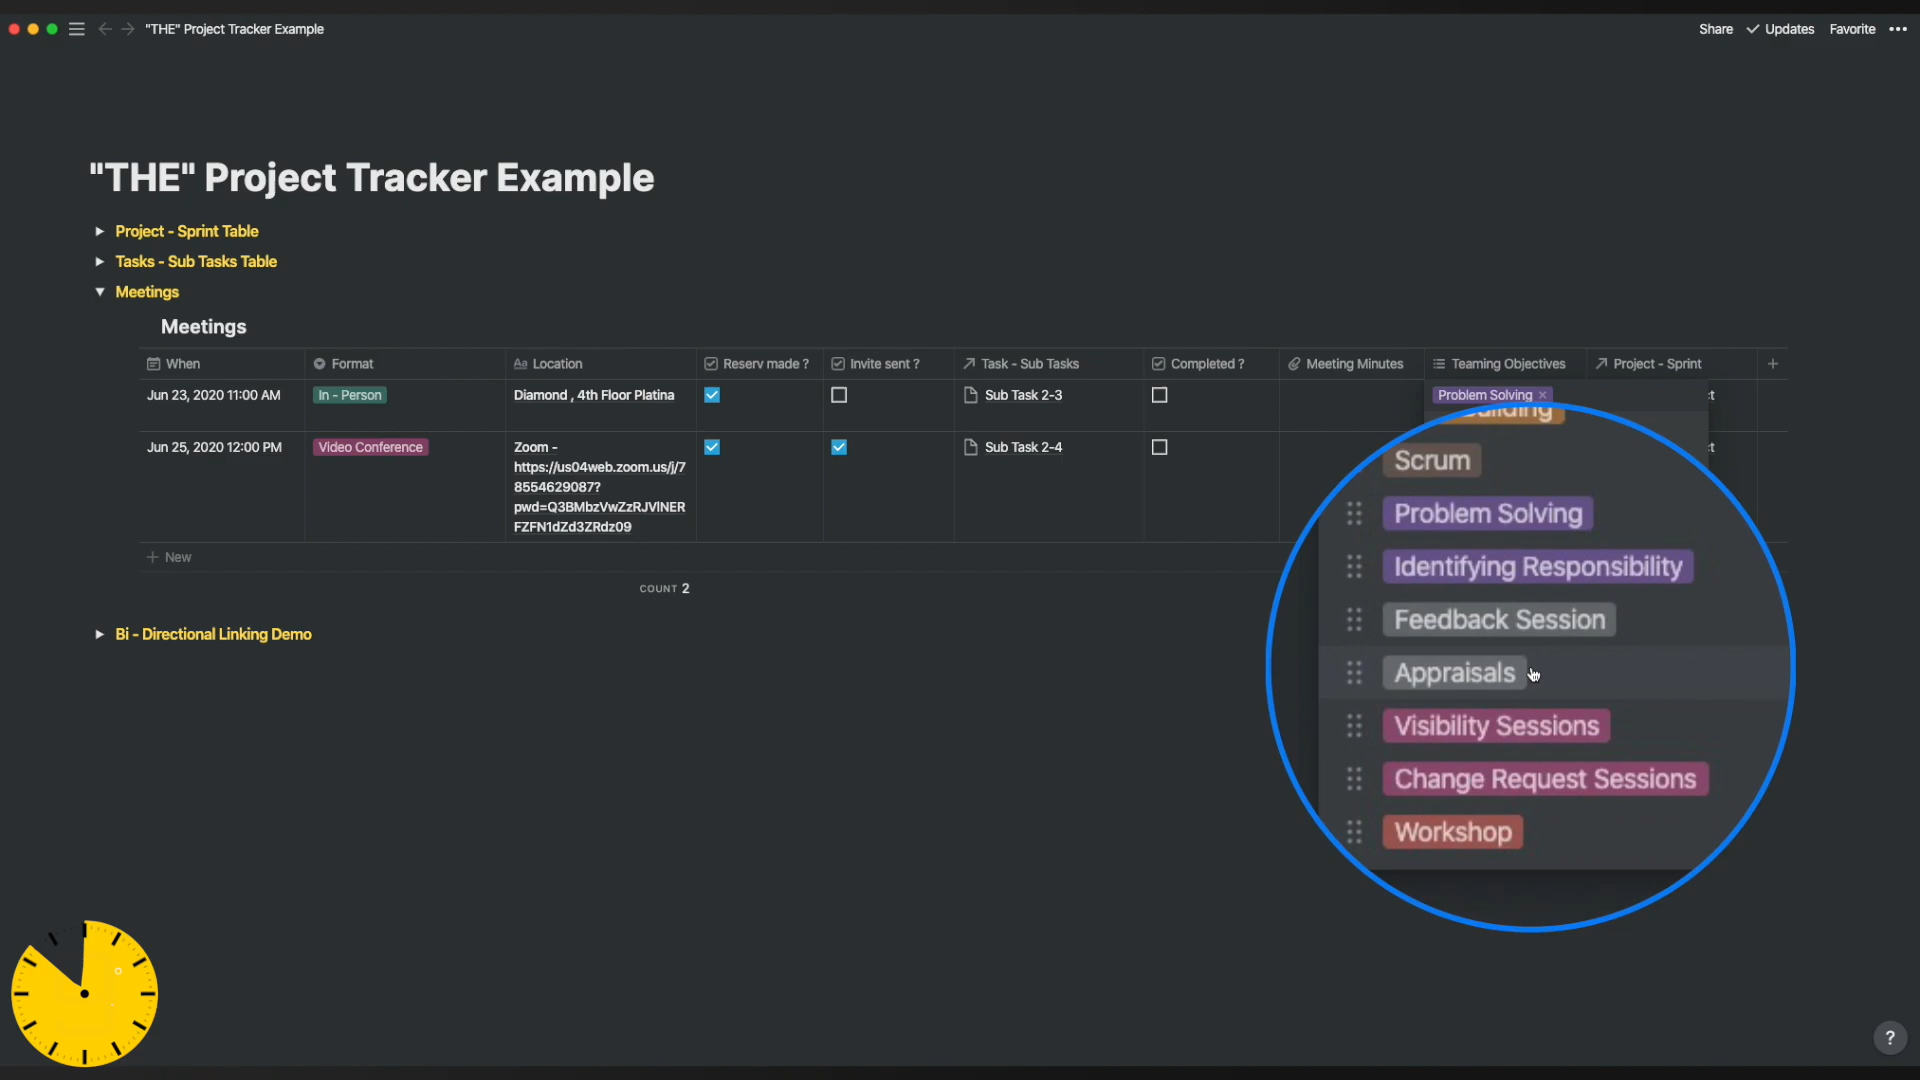 "THE" Project Tracker Example
Share
Updates
Favorite
"THE" Project Tracker Example
Project - Sprint Table
Tasks - Sub Tasks Table
Meetings
Meetings
When
Format
Aa Location
Reserv made ?
Invite sent ?
Task - Sub Tasks
Completed ?
Meeting Minutes
Teaming Objectives
Project - Sprint
Jun 23, 2020 11:00 AM
In - Person
Diamond , 4th Floor Platina
Sub Task 2-3
Problem Solving
Jun 25, 2020 12:00 PM
Video Conference
Zoom -
https://us04web.zoom.us/j/7
8554629087?
pwd=Q3BMbzVwZzRJVlNER
FZFN1dZd3ZRdz09
Sub Task 2-4
New
COUNT 2
Building
Scrum
Problem Solving
Identifying Responsibility
Feedback Session
Appraisals
Visibility Sessions
Change Request Sessions
Workshop
Bi - Directional Linking Demo
?